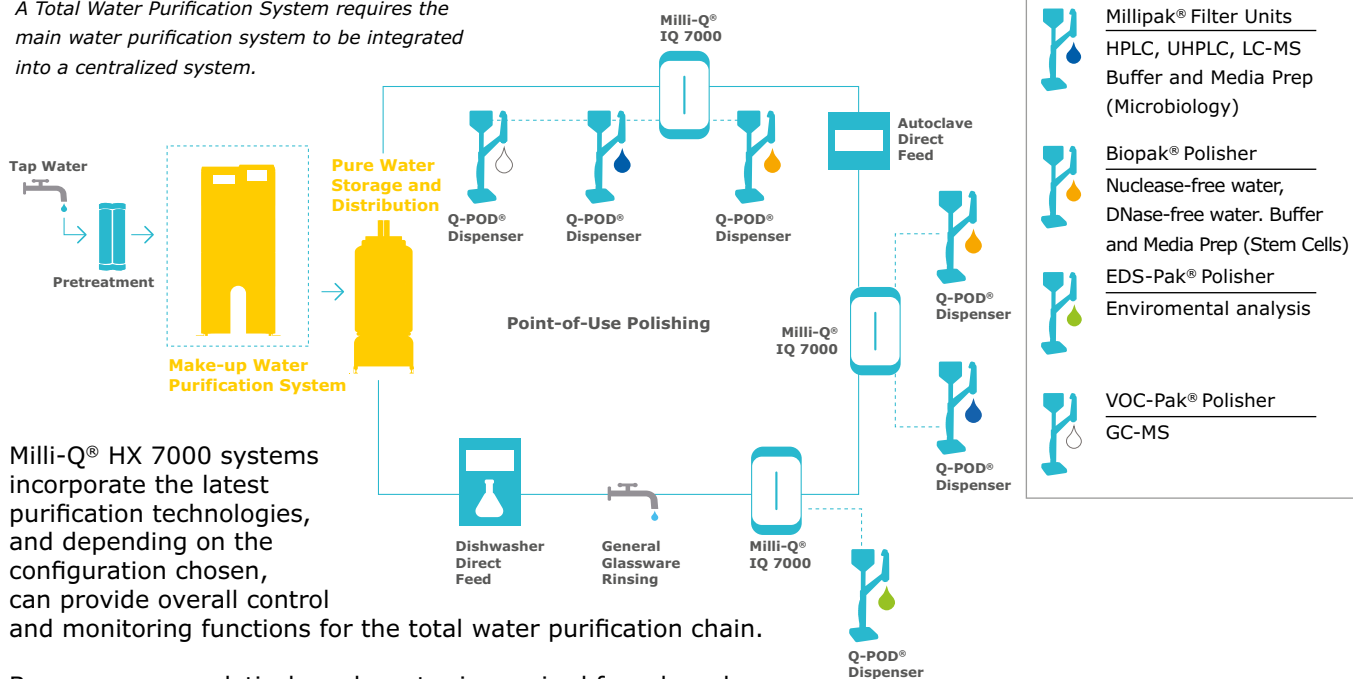 A Total Water Purification System requires the
main water purification system to be integrated
into a centralized system.
Milli-Q®
IQ 7000
Autoclave
Direct
Feed
Tap Water
Pretreatment
Make-up Water
Purification System
Pure Water
Storage and
Distribution
Q-POD®
Dispenser
Q-POD®
Dispenser
Q-POD®
Dispenser
Point-of-Use Polishing
Milli-Q®
IQ 7000
Q-POD®
Dispenser
Q-POD®
Dispenser
Dishwasher
Direct
Feed
General
Glassware
Rinsing
Milli-Q®
IQ 7000
Q-POD®
Dispenser
Millipak® Filter Units
HPLC, UHPLC, LC-MS
Buffer and Media Prep
(Microbiology)
Biopak® Polisher
Nuclease-free water,
DNase-free water. Buffer
and Media Prep (Stem Cells)
EDS-Pak® Polisher
Enviromental analysis
VOC-Pak® Polisher
GC-MS
Milli-Q® HX 7000 systems
incorporate the latest
purification technologies,
and depending on the
configuration chosen,
can provide overall control
and monitoring functions for the total water purification chain.